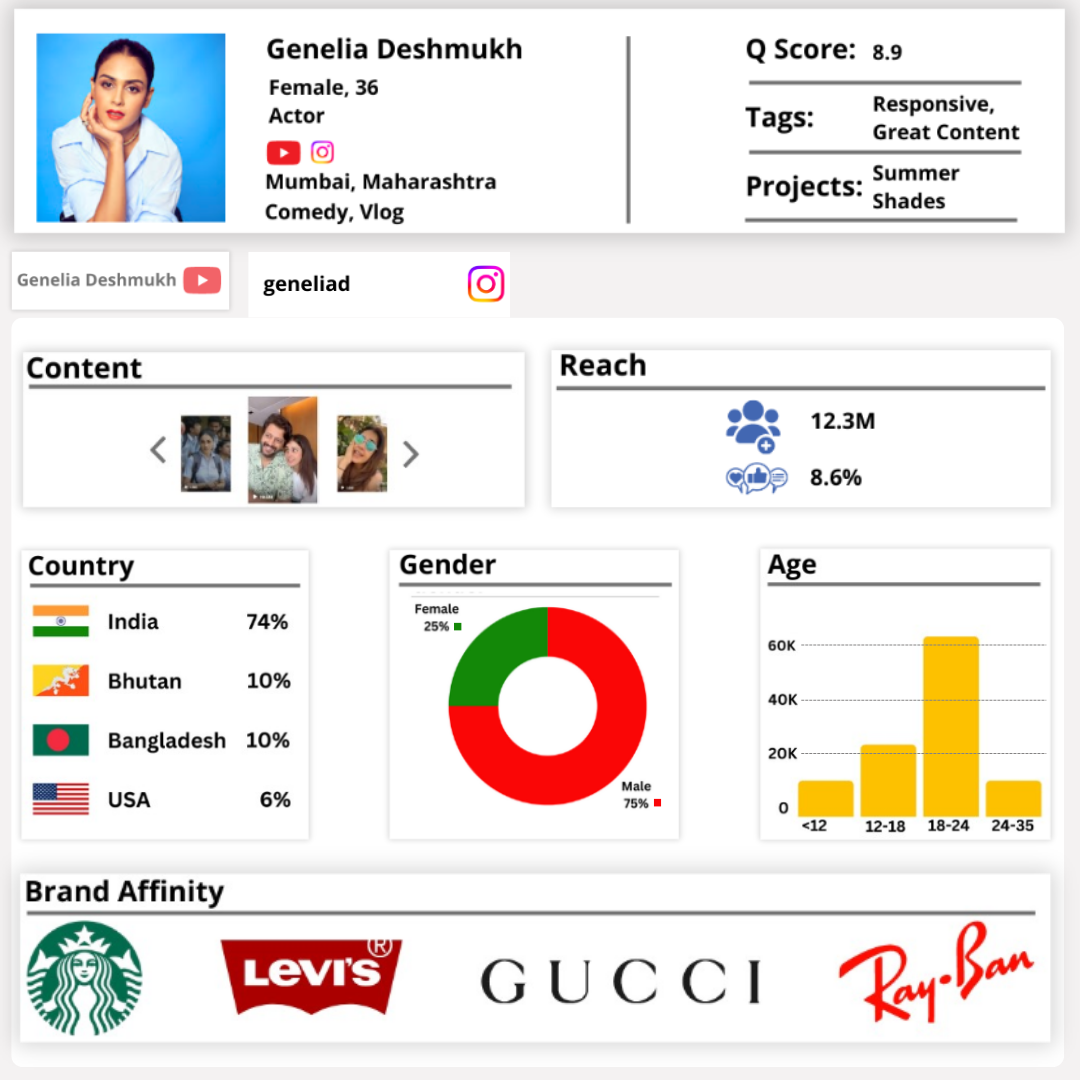 Genelia Deshmukh
Female, 36
Actor
Mumbai, Maharashtra
Comedy, Vlog
Q Score: 8.9
Tags: Responsive,
Great Content
Projects: Summer
Shades
Genelia Deshmukh
geneliad
Content
Reach
12.3M
8.6%
Country
India 74%
Bhutan 10%
Bangladesh 10%
USA 6%
Gender
Female
25%
Male
75%
Age
60K
40K
20K
0
<12 12-18 18-24 24-35
Brand Affinity
LEVI'S®
GUCCI
Ray-Ban